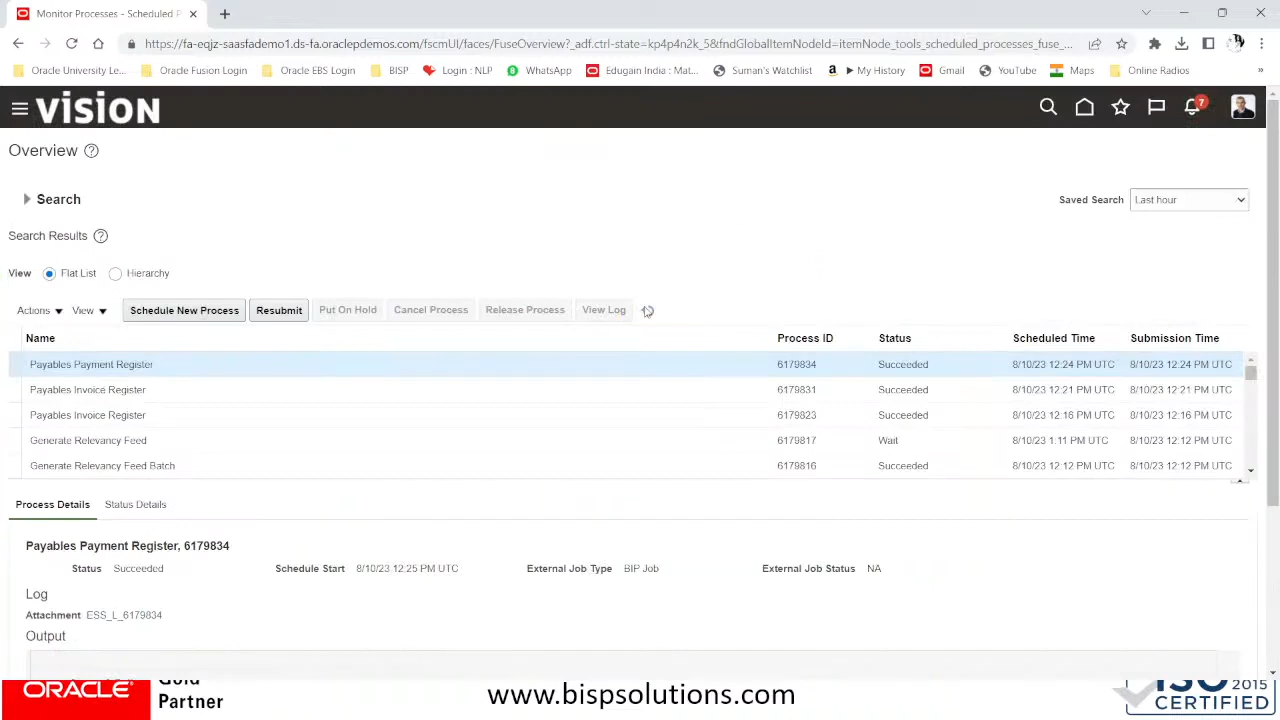 Monitor Processes - Scheduled P
https://fa-eqjz-saasfademo1.ds-fa.oraclepdemos.com/fscmUI/faces/FuseOverview?_adf.ctrl-state=kp4p4n2k_5&fndGlobalItemNodeId=itemNode_tools_scheduled_processes_fuse_...
Oracle University Le... Oracle Fusion Login Oracle EBS Login BISP Login : NLP WhatsApp Edugain India : Mat... Suman's Watchlist My History Gmail YouTube Maps Online Radios »
VISION 7
Overview
Search Saved Search Last hour
Search Results
View Flat List Hierarchy
Actions View Schedule New Process Resubmit Put On Hold Cancel Process Release Process View Log
Name Process ID Status Scheduled Time Submission Time
Payables Payment Register 6179834 Succeeded 8/10/23 12:24 PM UTC 8/10/23 12:24 PM UTC
Payables Invoice Register 6179831 Succeeded 8/10/23 12:21 PM UTC 8/10/23 12:21 PM UTC
Payables Invoice Register 6179823 Succeeded 8/10/23 12:16 PM UTC 8/10/23 12:16 PM UTC
Generate Relevancy Feed 6179817 Wait 8/10/23 1:11 PM UTC 8/10/23 12:12 PM UTC
Generate Relevancy Feed Batch 6179816 Succeeded 8/10/23 12:12 PM UTC 8/10/23 12:12 PM UTC
Process Details Status Details
Payables Payment Register, 6179834
Status Succeeded Schedule Start 8/10/23 12:25 PM UTC External Job Type BIP Job External Job Status NA
Log
Attachment ESS_L_6179834
Output
ORACLE Gold
Partner
www.bispsolutions.com
ISO 2015
CERTIFIED